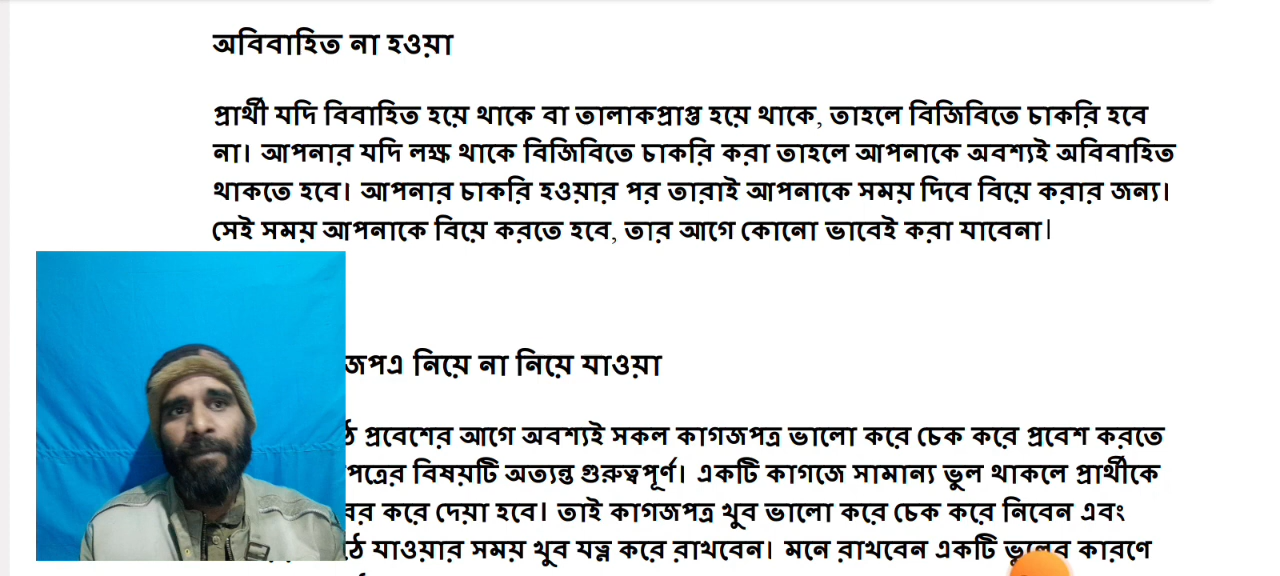 অবিবাহিত না হওয়া
প্রার্থী যদি বিবাহিত হয়ে থাকে বা তালাকপ্রাপ্ত হয়ে থাকে, তাহলে বিজিবিতে চাকরি হবে
না। আপনার যদি লক্ষ থাকে বিজিবিতে চাকরি করা তাহলে আপনাকে অবশ্যই অবিবাহিত
থাকতে হবে। আপনার চাকরি হওয়ার পর তারাই আপনাকে সময় দিবে বিয়ে করার জন্য।
সেই সময় আপনাকে বিয়ে করতে হবে, তার আগে কোনো ভাবেই করা যাবেনা।
জপএ নিয়ে না নিয়ে যাওয়া
প্রবেশের আগে অবশ্যই সকল কাগজপত্র ভালো করে চেক করে প্রবেশ করতে
পত্রের বিষয়টি অত্যন্ত গুরুত্বপূর্ণ। একটি কাগজে সামান্য ভুল থাকলে প্রার্থীকে
করে দেয়া হবে। তাই কাগজপত্র খুব ভালো করে চেক করে নিবেন এবং
যাওয়ার সময় খুব যত্ন করে রাখবেন। মনে রাখবেন একটি ভুলের কারণে